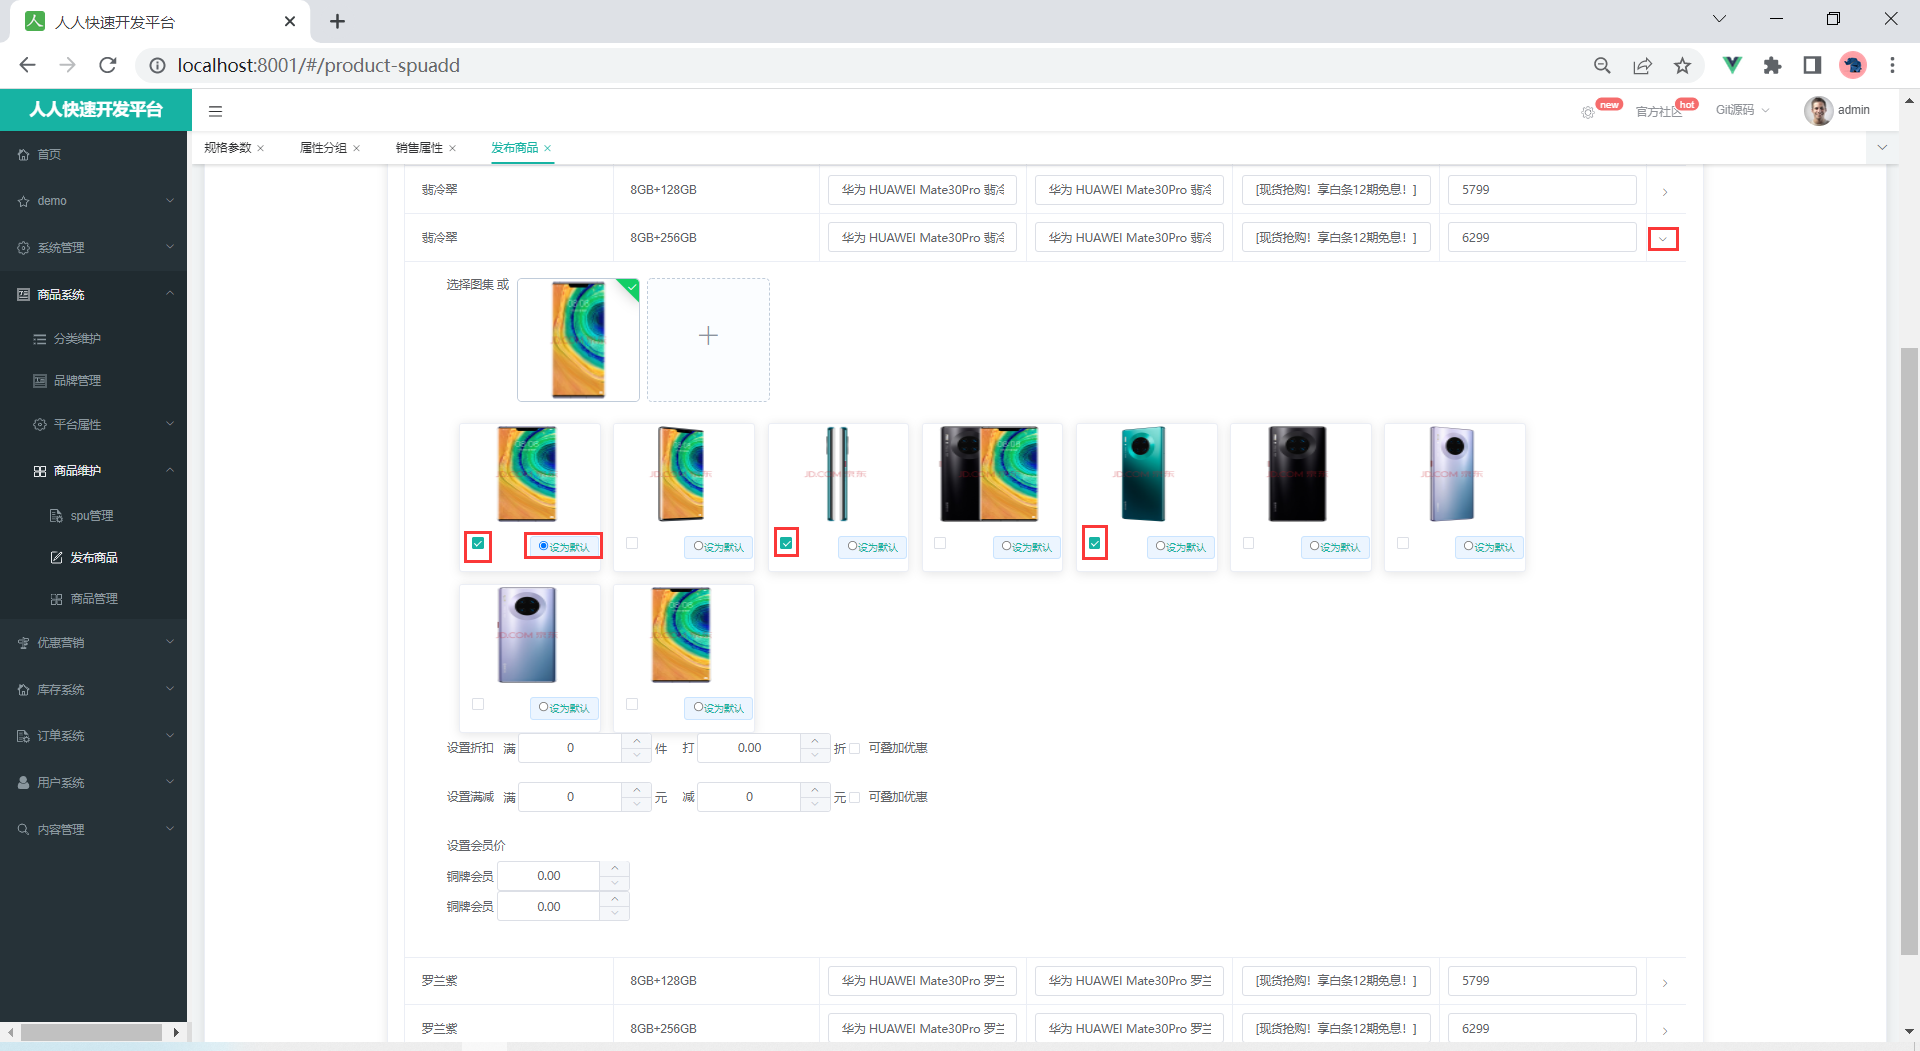 人人快速开发平台
localhost:8001/#/product-spuadd
人人快速开发平台
new
官方社区
hot
Git源码
admin
规格参数
属性分组
销售属性
发布商品
首页
demo
系统管理
商品系统
分类维护
品牌管理
平台属性
商品维护
spu管理
发布商品
商品管理
优惠营销
库存系统
订单系统
用户系统
内容管理
翡冷翠 8GB+128GB 华为 HUAWEI Mate30Pro 翡冷 华为 HUAWEI Mate30Pro 翡冷 [现货抢购！享白条12期免息！] 5799
翡冷翠 8GB+256GB 华为 HUAWEI Mate30Pro 翡冷 华为 HUAWEI Mate30Pro 翡冷 [现货抢购！享白条12期免息！] 6299
选择图集 或
JD.COM 京东
设为默认 设为默认 设为默认 设为默认 设为默认 设为默认 设为默认
JD.COM 京东
设为默认 设为默认
设置折扣 满 0 件 打 0.00 折 可叠加优惠
设置满减 满 0 元 减 0 元 可叠加优惠
设置会员价
铜牌会员 0.00
铜牌会员 0.00
罗兰紫 8GB+128GB 华为 HUAWEI Mate30Pro 罗兰 华为 HUAWEI Mate30Pro 罗兰 [现货抢购！享白条12期免息！] 5799
罗兰紫 8GB+256GB 华为 HUAWEI Mate30Pro 罗兰 华为 HUAWEI Mate30Pro 罗兰 [现货抢购！享白条12期免息！] 6299